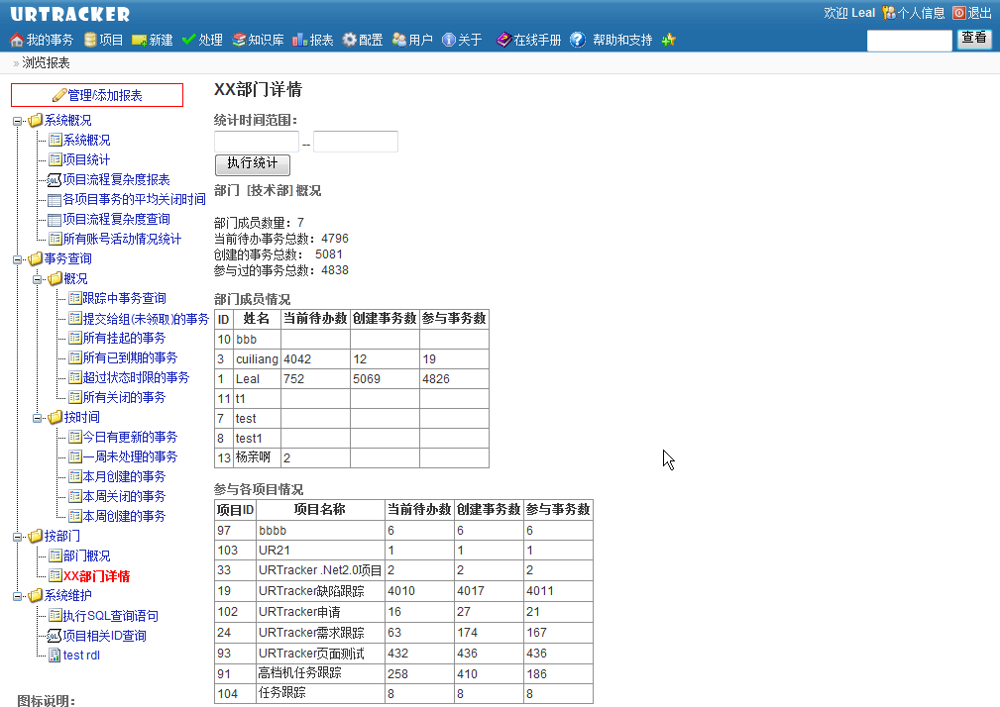 URTRACKER
欢迎 Leal 个人信息 退出
我的事务 项目 新建 处理 知识库 报表 配置 用户 关于 在线手册 帮助和支持 查看
» 浏览报表
管理/添加报表
系统概况
系统概况
项目统计
项目流程复杂度报表
各项目事务的平均关闭时间
项目流程复杂度查询
所有账号活动情况统计
事务查询
概况
跟踪中事务查询
提交给组(未领取)的事务
所有挂起的事务
所有已到期的事务
超过状态时限的事务
所有关闭的事务
按时间
今日有更新的事务
一周未处理的事务
本月创建的事务
本周关闭的事务
本周创建的事务
按部门
部门概况
XX部门详情
系统维护
执行SQL查询语句
项目相关ID查询
test rdl
图标说明:
XX部门详情
统计时间范围:
--
执行统计
部门 [技术部] 概况
部门成员数量: 7
当前待办事务总数: 4796
创建的事务总数: 5081
参与过的事务总数: 4838
部门成员情况
ID 姓名 当前待办数 创建事务数 参与事务数
10 bbb
3 cuiliang 4042 12 19
1 Leal 752 5069 4826
11 t1
7 test
8 test1
13 杨亲啊 2
参与各项目情况
项目ID 项目名称 当前待办数 创建事务数 参与事务数
97 bbbb 6 6 6
103 UR21 1 1 1
33 URTracker .Net2.0项目 2 2 2
19 URTracker缺陷跟踪 4010 4017 4011
102 URTracker申请 16 27 21
24 URTracker需求跟踪 63 174 167
93 URTracker页面测试 432 436 436
91 高档机任务跟踪 258 410 186
104 任务跟踪 8 8 8